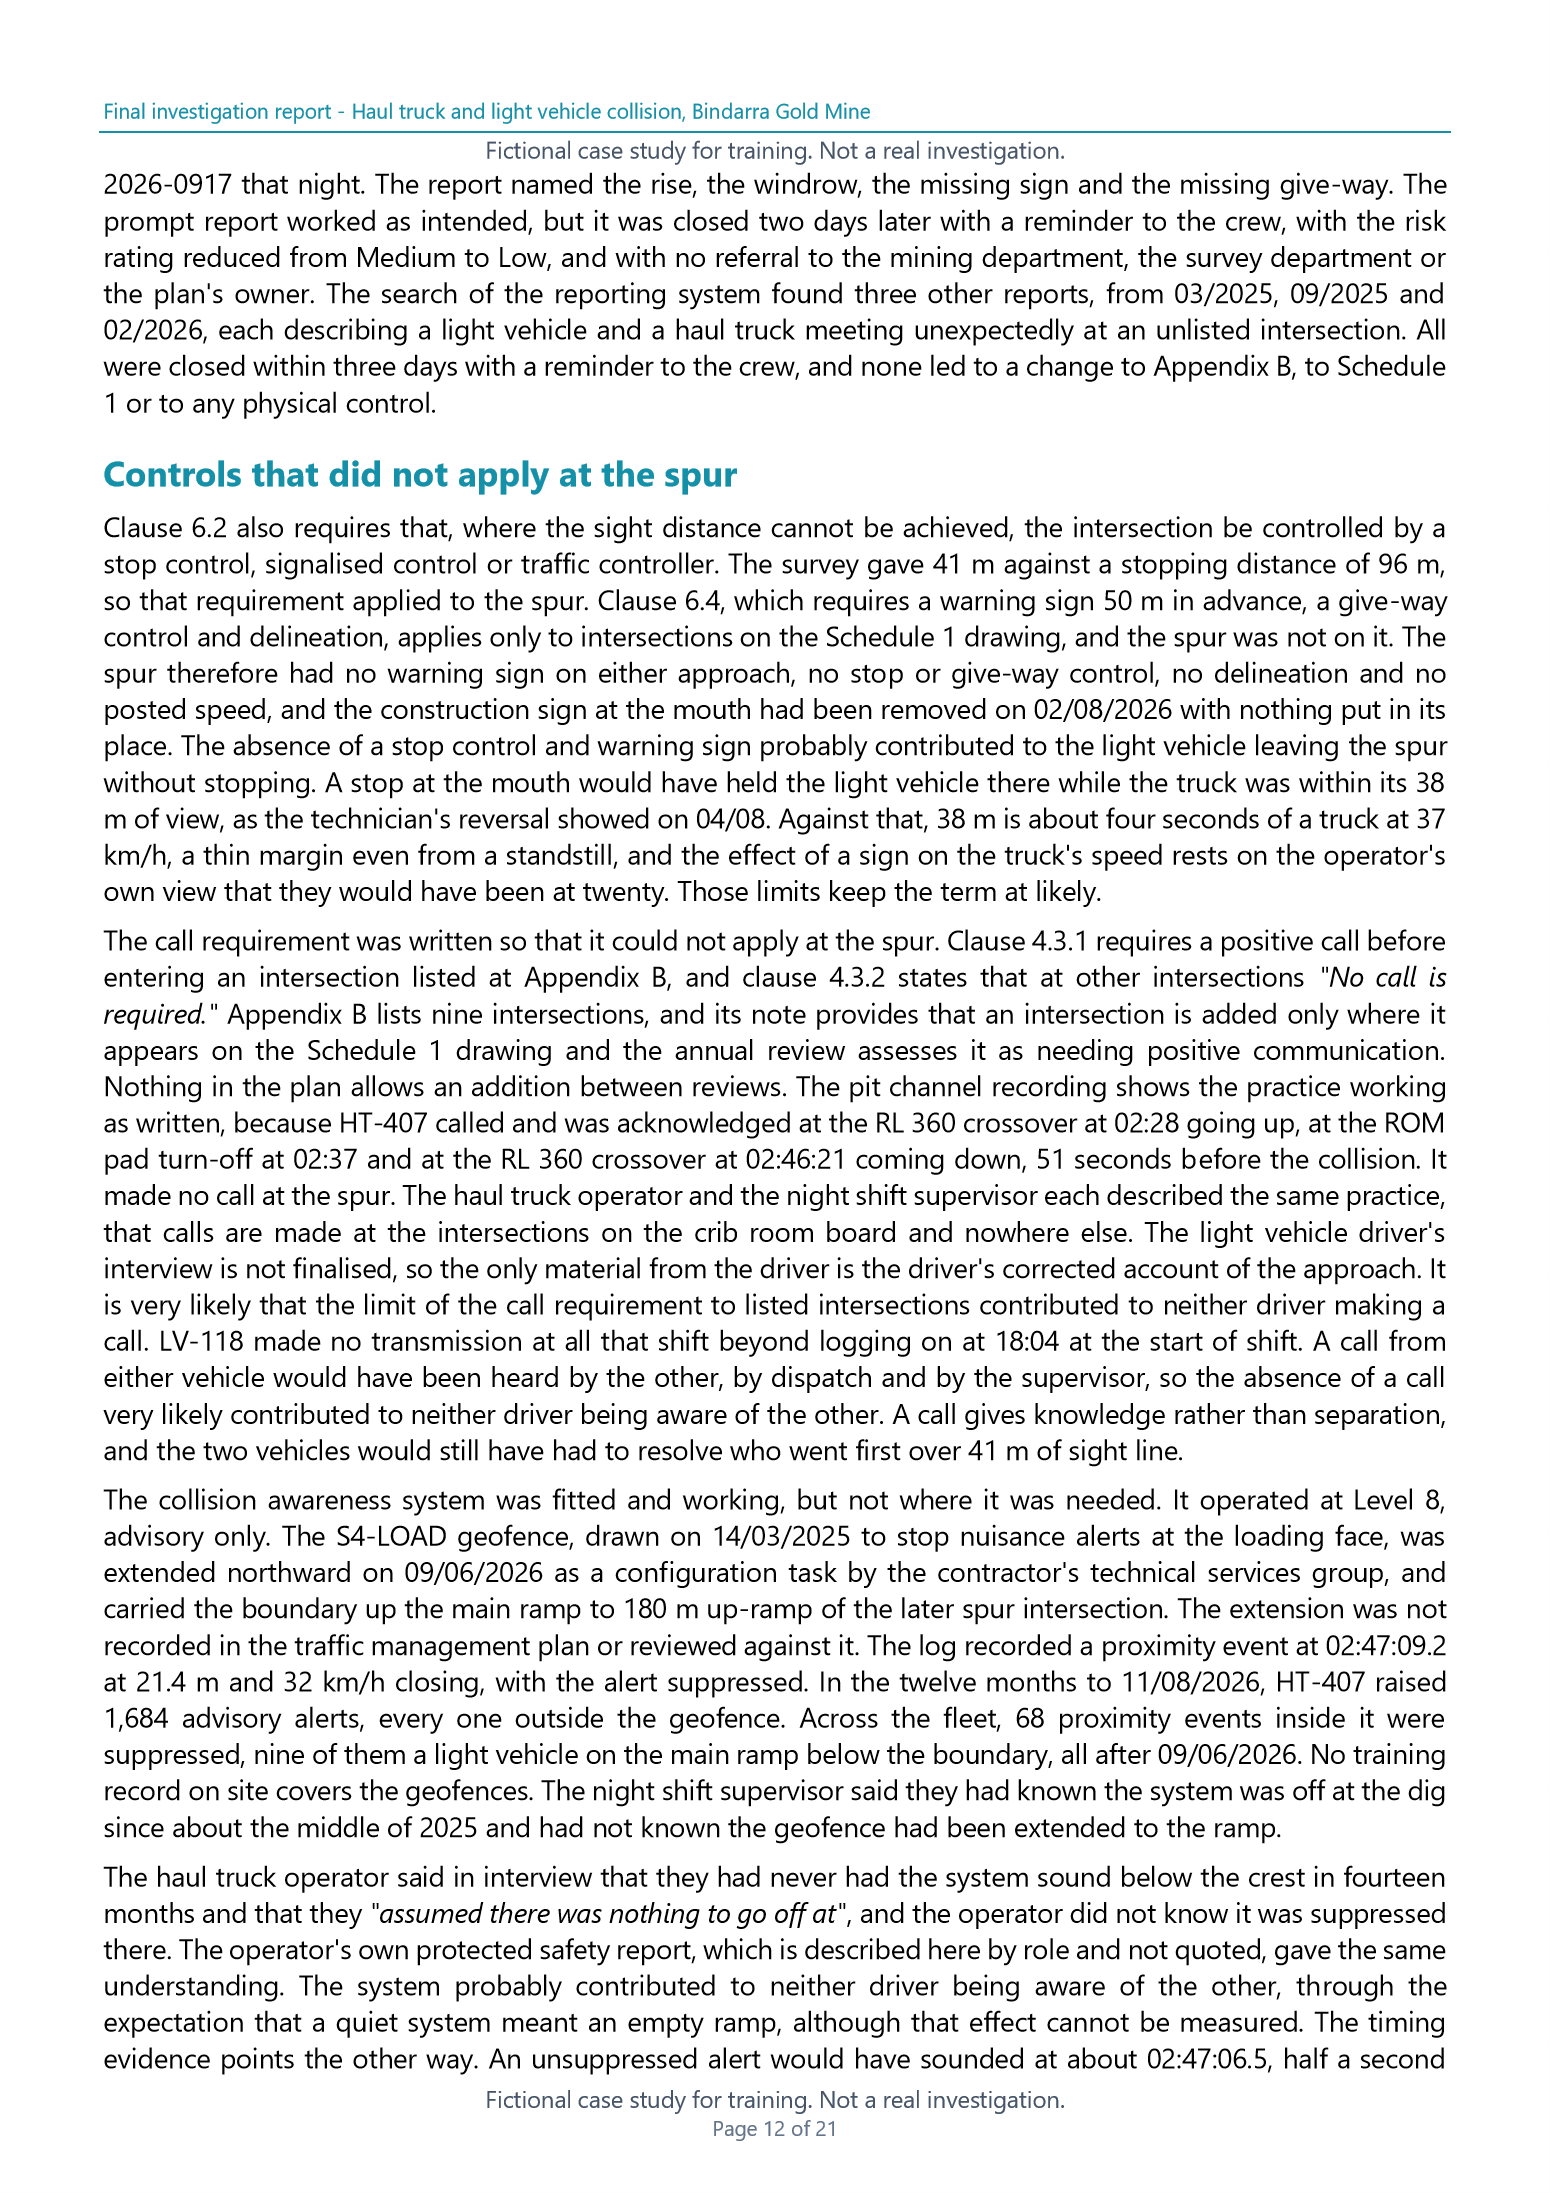 Final investigation report - Haul truck and light vehicle collision, Bindarra Gold Mine
Fictional case study for training. Not a real investigation.
2026-0917 that night. The report named the rise, the windrow, the missing sign and the missing give-way. The
prompt report worked as intended, but it was closed two days later with a reminder to the crew, with the risk
rating reduced from Medium to Low, and with no referral to the mining department, the survey department or
the plan's owner. The search of the reporting system found three other reports, from 03/2025, 09/2025 and
02/2026, each describing a light vehicle and a haul truck meeting unexpectedly at an unlisted intersection. All
were closed within three days with a reminder to the crew, and none led to a change to Appendix B, to Schedule
1 or to any physical control.
Controls that did not apply at the spur
Clause 6.2 also requires that, where the sight distance cannot be achieved, the intersection be controlled by a
stop control, signalised control or traffic controller. The survey gave 41 m against a stopping distance of 96 m,
so that requirement applied to the spur. Clause 6.4, which requires a warning sign 50 m in advance, a give-way
control and delineation, applies only to intersections on the Schedule 1 drawing, and the spur was not on it. The
spur therefore had no warning sign on either approach, no stop or give-way control, no delineation and no
posted speed, and the construction sign at the mouth had been removed on 02/08/2026 with nothing put in its
place. The absence of a stop control and warning sign probably contributed to the light vehicle leaving the spur
without stopping. A stop at the mouth would have held the light vehicle there while the truck was within its 38
m of view, as the technician's reversal showed on 04/08. Against that, 38 m is about four seconds of a truck at 37
km/h, a thin margin even from a standstill, and the effect of a sign on the truck's speed rests on the operator's
own view that they would have been at twenty. Those limits keep the term at likely.
The call requirement was written so that it could not apply at the spur. Clause 4.3.1 requires a positive call before
entering an intersection listed at Appendix B, and clause 4.3.2 states that at other intersections "No call is
required." Appendix B lists nine intersections, and its note provides that an intersection is added only where it
appears on the Schedule 1 drawing and the annual review assesses it as needing positive communication.
Nothing in the plan allows an addition between reviews. The pit channel recording shows the practice working
as written, because HT-407 called and was acknowledged at the RL 360 crossover at 02:28 going up, at the ROM
pad turn-off at 02:37 and at the RL 360 crossover at 02:46:21 coming down, 51 seconds before the collision. It
made no call at the spur. The haul truck operator and the night shift supervisor each described the same practice,
that calls are made at the intersections on the crib room board and nowhere else. The light vehicle driver's
interview is not finalised, so the only material from the driver is the driver's corrected account of the approach. It
is very likely that the limit of the call requirement to listed intersections contributed to neither driver making a
call. LV-118 made no transmission at all that shift beyond logging on at 18:04 at the start of shift. A call from
either vehicle would have been heard by the other, by dispatch and by the supervisor, so the absence of a call
very likely contributed to neither driver being aware of the other. A call gives knowledge rather than separation,
and the two vehicles would still have had to resolve who went first over 41 m of sight line.
The collision awareness system was fitted and working, but not where it was needed. It operated at Level 8,
advisory only. The S4-LOAD geofence, drawn on 14/03/2025 to stop nuisance alerts at the loading face, was
extended northward on 09/06/2026 as a configuration task by the contractor's technical services group, and
carried the boundary up the main ramp to 180 m up-ramp of the later spur intersection. The extension was not
recorded in the traffic management plan or reviewed against it. The log recorded a proximity event at 02:47:09.2
at 21.4 m and 32 km/h closing, with the alert suppressed. In the twelve months to 11/08/2026, HT-407 raised
1,684 advisory alerts, every one outside the geofence. Across the fleet, 68 proximity events inside it were
suppressed, nine of them a light vehicle on the main ramp below the boundary, all after 09/06/2026. No training
record on site covers the geofences. The night shift supervisor said they had known the system was off at the dig
since about the middle of 2025 and had not known the geofence had been extended to the ramp.
The haul truck operator said in interview that they had never had the system sound below the crest in fourteen
months and that they "assumed there was nothing to go off at", and the operator did not know it was suppressed
there. The operator's own protected safety report, which is described here by role and not quoted, gave the same
understanding. The system probably contributed to neither driver being aware of the other, through the
expectation that a quiet system meant an empty ramp, although that effect cannot be measured. The timing
evidence points the other way. An unsuppressed alert would have sounded at about 02:47:06.5, half a second
Fictional case study for training. Not a real investigation.
Page 12 of 21